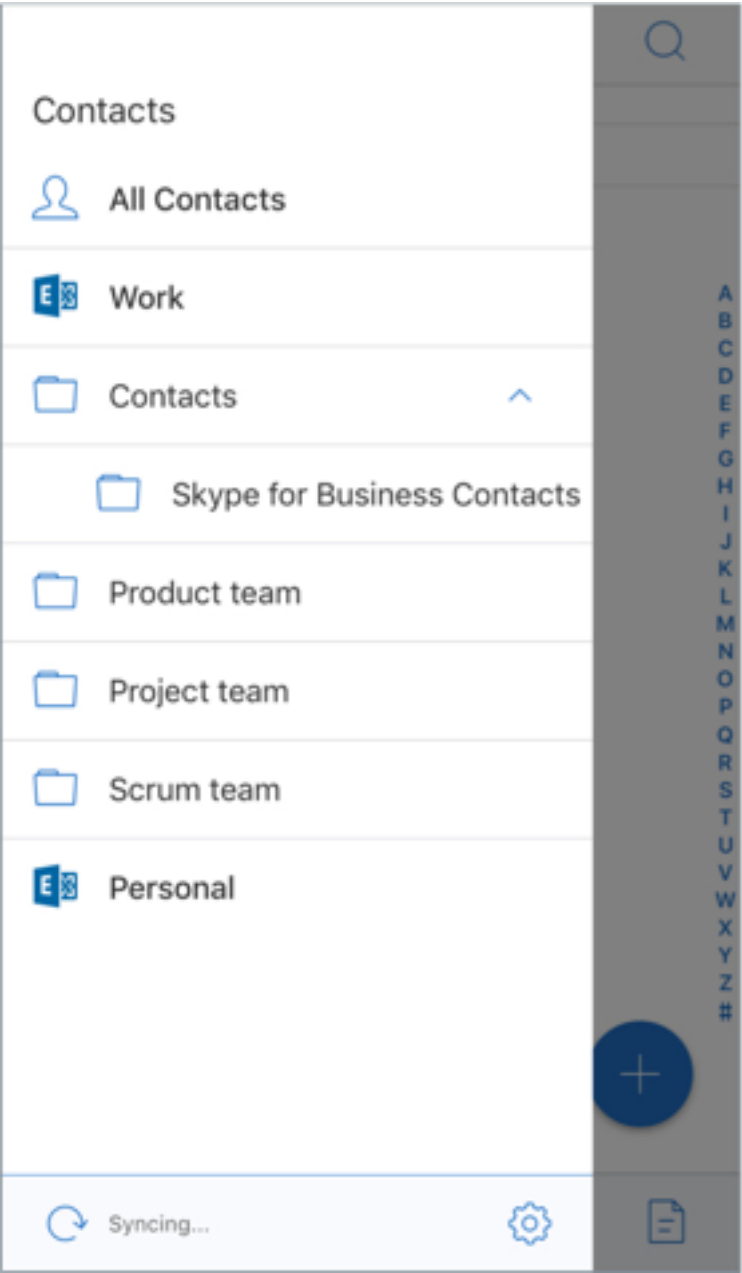 Contacts
All Contacts
E Work
Contacts
Skype for Business Contacts
Product team
Project team
Scrum team
E Personal
Syncing...
A
B
C
D
E
F
G
H
I
J
K
L
M
N
O
P
Q
R
S
T
U
V
W
X
Y
Z
#